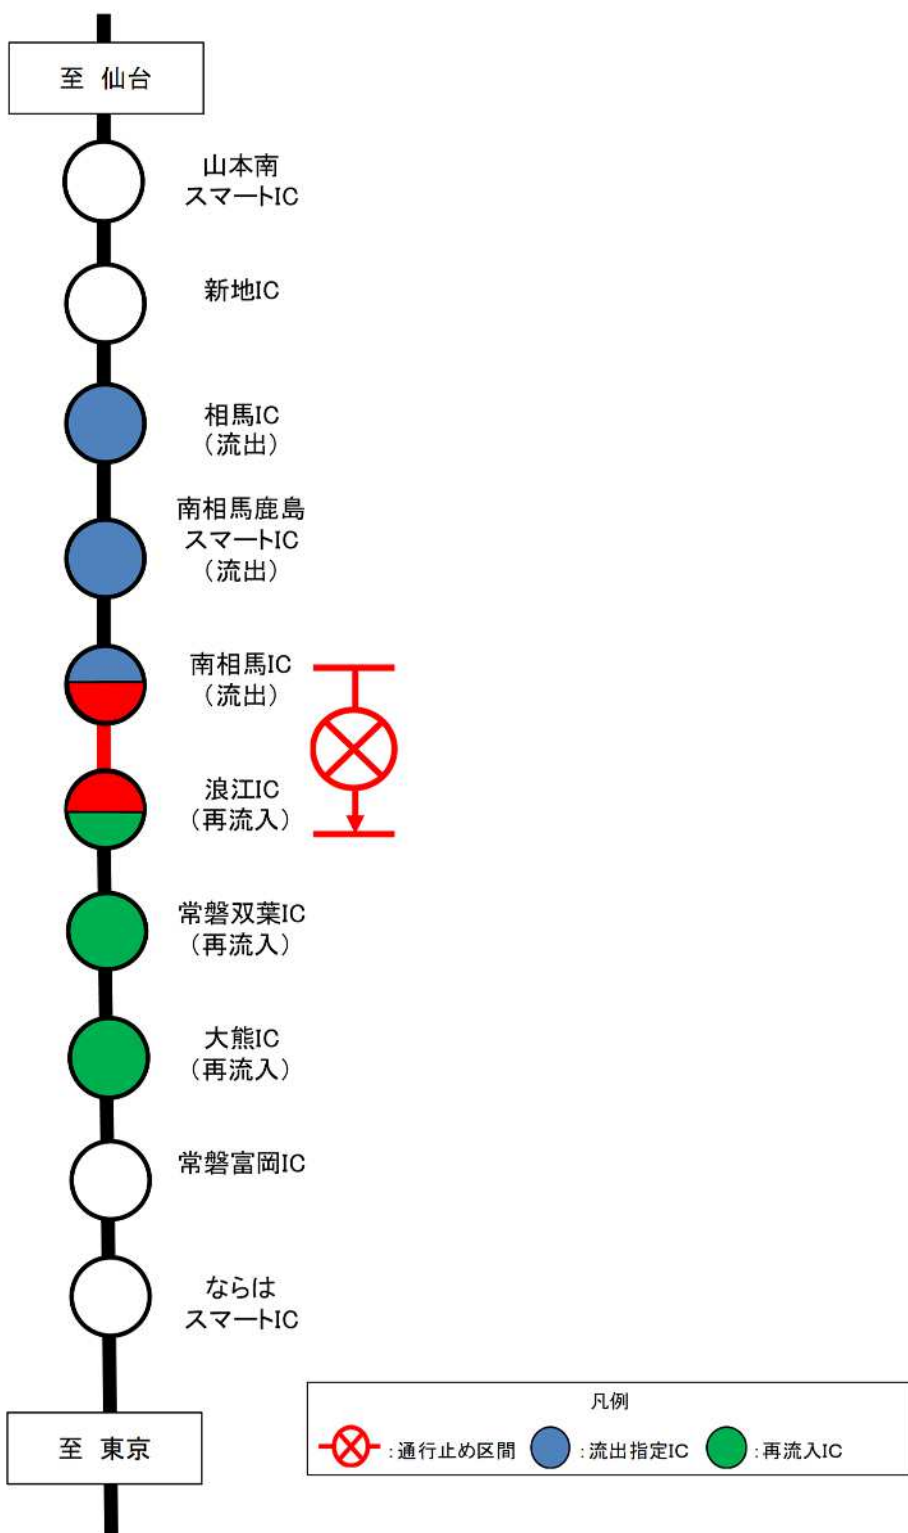 至 仙台
山本南
スマートIC
新地IC
相馬IC
（流出）
南相馬鹿島
スマートIC
（流出）
南相馬IC
（流出）
浪江IC
（再流入）
常磐双葉IC
（再流入）
大熊IC
（再流入）
常磐富岡IC
ならは
スマートIC
至 東京
凡例
：通行止め区間 ：流出指定IC ：再流入IC